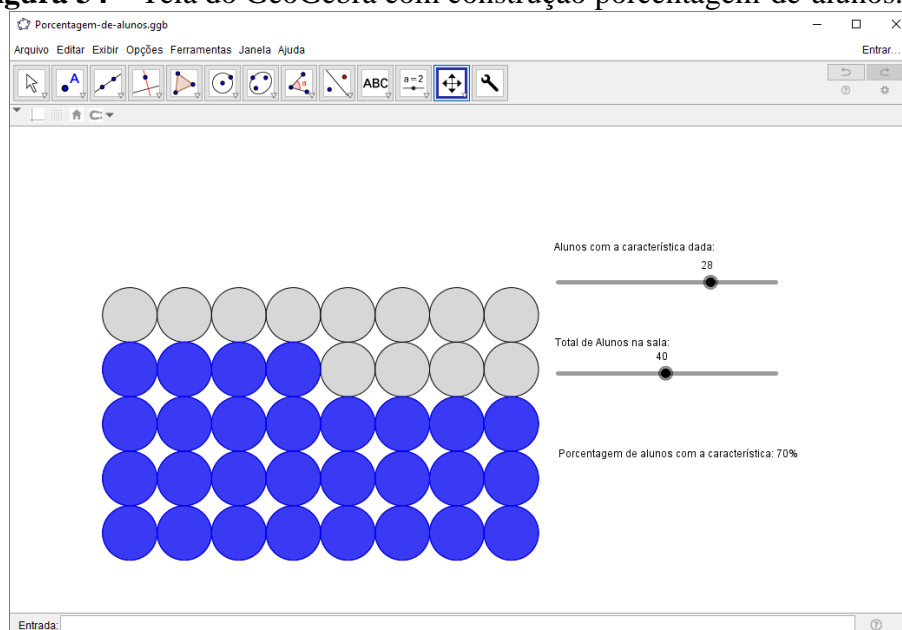 gura 34 – Tela do GeoGebra com construção porcentagem-de-alunos.
Porcentagem-de-alunos.ggb
Arquivo Editar Exibir Opções Ferramentas Janela Ajuda
Entrar...
A
ABC
a=2
Alunos com a característica dada:
28
Total de Alunos na sala:
40
Porcentagem de alunos com a característica: 70%
Entrada: